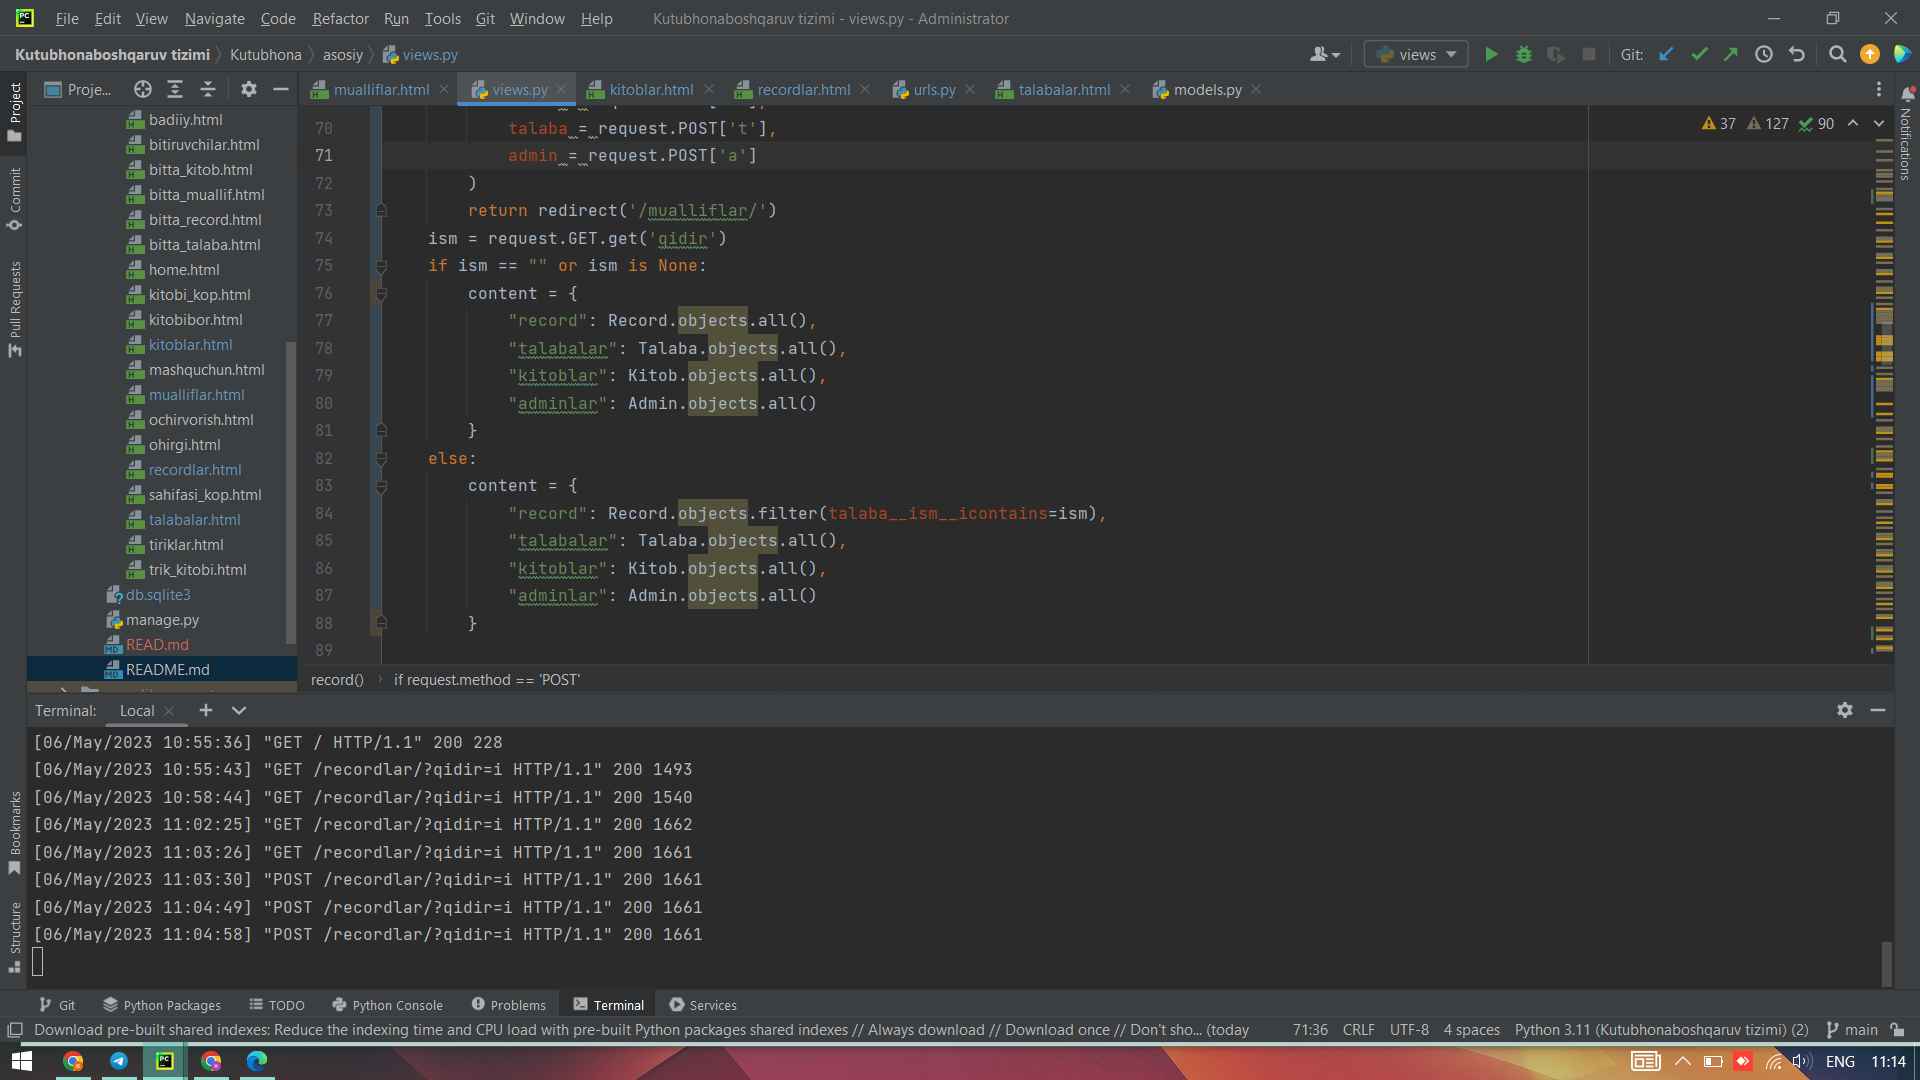 File Edit View Navigate Code Refactor Run Tools Git Window Help Kutubhonaboshqaruv tizimi - views.py - Administrator
Kutubhonaboshqaruv tizimi Kutubhona asosiy views.py views Git:
Proje... mualliflar.html views.py kitoblar.html recordlar.html urls.py talabalar.html models.py
Project
Commit
Pull Requests
Bookmarks
Structure
Notifications
badiiy.html
bitiruvchilar.html
bitta_kitob.html
bitta_muallif.html
bitta_record.html
bitta_talaba.html
home.html
kitobi_kop.html
kitobibor.html
kitoblar.html
mashquchun.html
mualliflar.html
ochirvorish.html
ohirgi.html
recordlar.html
sahifasi_kop.html
talabalar.html
tiriklar.html
trik_kitobi.html
db.sqlite3
manage.py
READ.md
README.md
37 127 90
70 talaba = request.POST['t'],
71 admin = request.POST['a']
72 )
73 return redirect('/mualliflar/')
74 ism = request.GET.get('qidir')
75 if ism == "" or ism is None:
76 content = {
77 "record": Record.objects.all(),
78 "talabalar": Talaba.objects.all(),
79 "kitoblar": Kitob.objects.all(),
80 "adminlar": Admin.objects.all()
81 }
82 else:
83 content = {
84 "record": Record.objects.filter(talaba__ism__icontains=ism),
85 "talabalar": Talaba.objects.all(),
86 "kitoblar": Kitob.objects.all(),
87 "adminlar": Admin.objects.all()
88 }
89
record() if request.method == 'POST'
Terminal: Local
[06/May/2023 10:55:36] "GET / HTTP/1.1" 200 228
[06/May/2023 10:55:43] "GET /recordlar/?qidir=i HTTP/1.1" 200 1493
[06/May/2023 10:58:44] "GET /recordlar/?qidir=i HTTP/1.1" 200 1540
[06/May/2023 11:02:25] "GET /recordlar/?qidir=i HTTP/1.1" 200 1662
[06/May/2023 11:03:26] "GET /recordlar/?qidir=i HTTP/1.1" 200 1661
[06/May/2023 11:03:30] "POST /recordlar/?qidir=i HTTP/1.1" 200 1661
[06/May/2023 11:04:49] "POST /recordlar/?qidir=i HTTP/1.1" 200 1661
[06/May/2023 11:04:58] "POST /recordlar/?qidir=i HTTP/1.1" 200 1661
Git Python Packages TODO Python Console Problems Terminal Services
Download pre-built shared indexes: Reduce the indexing time and CPU load with pre-built Python packages shared indexes // Always download // Download once // Don't sho... (today 71:36 CRLF UTF-8 4 spaces Python 3.11 (Kutubhonaboshqaruv tizimi) (2) main
ENG 11:14